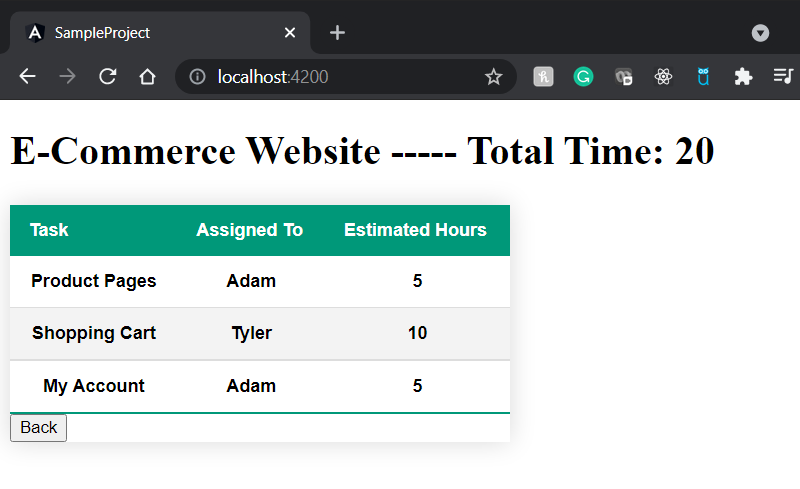 SampleProject
localhost:4200
E-Commerce Website ----- Total Time: 20
Task Assigned To Estimated Hours
Product Pages Adam 5
Shopping Cart Tyler 10
My Account Adam 5
Back